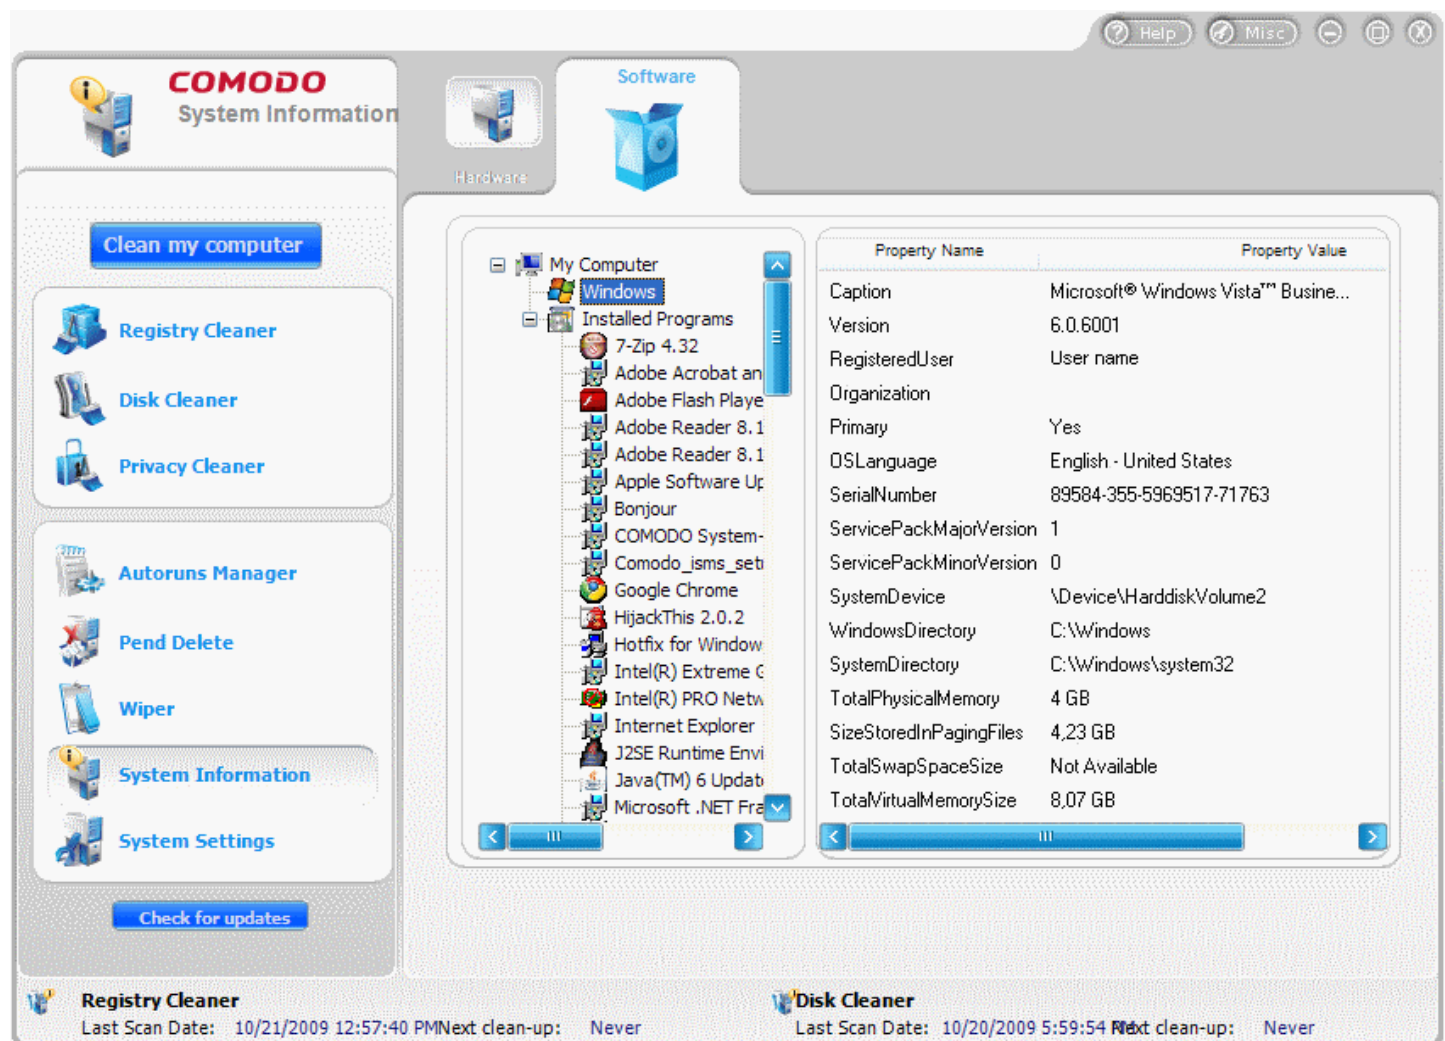 Help Misc
COMODO
System Information
Hardware
Software
Clean my computer
Registry Cleaner
Disk Cleaner
Privacy Cleaner
Autoruns Manager
Pend Delete
Wiper
System Information
System Settings
Check for updates
My Computer
Windows
Installed Programs
7-Zip 4.32
Adobe Acrobat an
Adobe Flash Playe
Adobe Reader 8.1
Adobe Reader 8.1
Apple Software Up
Bonjour
COMODO System-
Comodo_isms_setu
Google Chrome
HijackThis 2.0.2
Hotfix for Window
Intel(R) Extreme G
Intel(R) PRO Netw
Internet Explorer
J2SE Runtime Envi
Java(TM) 6 Update
Microsoft .NET Fra
Property Name Property Value
Caption Microsoft® Windows Vista™ Busine...
Version 6.0.6001
RegisteredUser User name
Organization
Primary Yes
OSLanguage English - United States
SerialNumber 89584-355-5969517-71763
ServicePackMajorVersion 1
ServicePackMinorVersion 0
SystemDevice \Device\HarddiskVolume2
WindowsDirectory C:\Windows
SystemDirectory C:\Windows\system32
TotalPhysicalMemory 4 GB
SizeStoredInPagingFiles 4,23 GB
TotalSwapSpaceSize Not Available
TotalVirtualMemorySize 8,07 GB
Registry Cleaner
Last Scan Date: 10/21/2009 12:57:40 PM Next clean-up: Never
Disk Cleaner
Last Scan Date: 10/20/2009 5:59:54 clean-up: Never